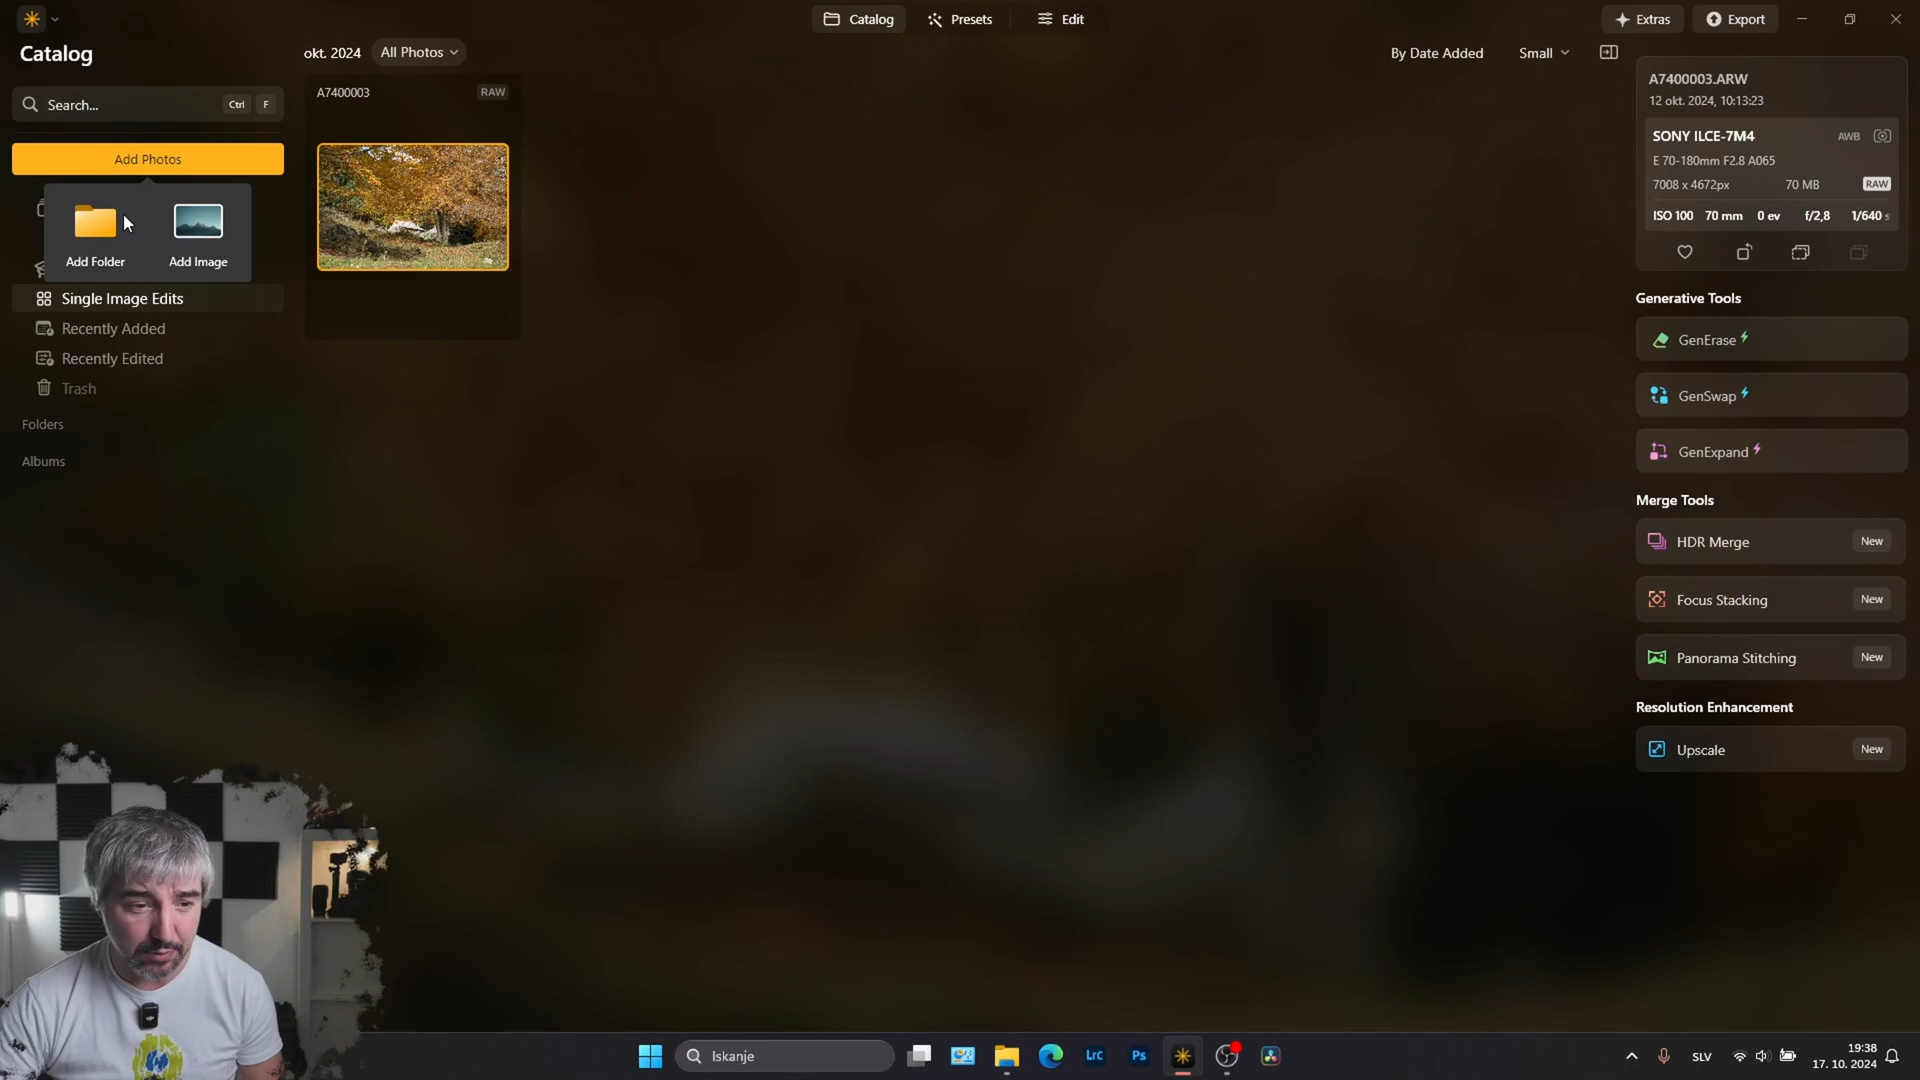 Catalog
Presets
Edit
Extras
Export
Catalog
okt. 2024
All Photos
By Date Added
Small
Search...
Ctrl
F
Add Photos
Add Folder
Add Image
Single Image Edits
Recently Added
Recently Edited
Trash
Folders
Albums
A7400003
RAW
A7400003.ARW
12 okt. 2024, 10:13:23
SONY ILCE-7M4
AWB
E 70-180mm F2.8 A065
7008 x 4672px
70 MB
RAW
ISO 100
70 mm
0 ev
f/2,8
1/640 s
Generative Tools
GenErase
GenSwap
GenExpand
Merge Tools
HDR Merge
New
Focus Stacking
New
Panorama Stitching
New
Resolution Enhancement
Upscale
New
Iskanje
LrC
Ps
SLV
19:38
17. 10. 2024